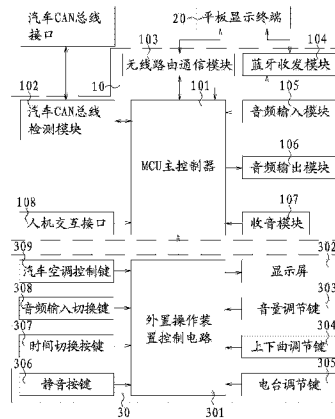 汽车CAN总线
接口
20
平板显示终端
103
104
无线路由通信模块
蓝牙收发模块
102
10
101
105
汽车CAN总线
检测模块
MCU主控制器
音频输入模块
106
音频输出模块
108
107
人机交互接口
收音模块
309
302
汽车空调控制键
显示屏
308
303
音频输入切换键
外置操作装
置控制电路
音量调节键
307
304
时间切换按键
上下曲调节键
306
305
静音按键
电台调节键
30
301